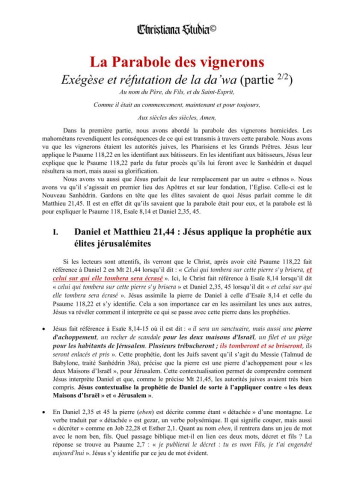 Christiana Studia©
La Parabole des vignerons
Exégèse et réfutation de la da’wa (partie 2/2)
Au nom du Père, du Fils, et du Saint-Esprit,
Comme il était au commencement, maintenant et pour toujours,
Aux siècles des siècles, Amen.
Dans la première partie, nous avons abordé la parabole des vignerons homicides. Les
mahométans revendiquent les conséquences de ce qui est transmis à travers cette parabole. Nous avons
vu que les vignerons étaient les autorités juives, les Pharisiens et les Grands Prêtres. Jésus leur
applique le Psaume 118,22 en les identifiant aux bâtisseurs. En les identifiant aux bâtisseurs, Jésus leur
explique que le Psaume 118,22 parle du futur procès qu’ils lui feront avec le Sanhédrin et duquel
résultera sa mort, mais aussi sa glorification.
Nous avons vu aussi que Jésus parlait de leur remplacement par un autre « ethnos ». Nous
avons vu qu’il s’agissait en premier lieu des Apôtres et sur leur fondation, l’Eglise. Celle-ci est le
Nouveau Sanhédrin. Gardons en tête que les élites savaient de quoi Jésus parlait comme le dit
Matthieu 21,45. Il est en effet dit qu’ils savaient que la parabole était pour eux, et la parabole est là
pour expliquer le Psaume 118, Esaïe 8,14 et Daniel 2,35, 45.
I. Daniel et Matthieu 21,44 : Jésus applique la prophétie aux
élites jérusalémites
Si les lecteurs sont attentifs, ils verront que le Christ, après avoir cité Psaume 118,22 fait
référence à Daniel 2 en Mt 21,44 lorsqu’il dit : « Celui qui tombera sur cette pierre s’y brisera, et
celui sur qui elle tombera sera écrasé ». Ici, le Christ fait référence à Esaïe 8,14 lorsqu’il dit
« celui qui tombera sur cette pierre s’y brisera » et Daniel 2,35, 45 lorsqu’il dit « et celui sur qui
elle tombera sera écrasé ». Jésus assimile la pierre de Daniel à celle d’Esaïe 8,14 et celle du
Psaume 118,22 et s’y identifie. Cela a son importance car en les assimilant les unes aux autres,
Jésus va révéler comment il interprète ce qui se passe avec cette pierre dans les prophéties.
• Jésus fait référence à Esaïe 8,14-15 où il est dit : « il sera un sanctuaire, mais aussi une pierre
d’achoppement, un rocher de scandale pour les deux maisons d’Israël, un filet et un piège
pour les habitants de Jérusalem. Plusieurs trébucheront ; ils tomberont et se briseront, ils
seront enlacés et pris ». Cette prophétie, dont les Juifs savent qu’il s’agit du Messie (Talmud de
Babylone, traité Sanhédrin 38a), précise que la pierre est une pierre d’achoppement pour « les
deux maisons d’Israël », pour Jérusalem. Cette contextualisation permet de comprendre comment
Jésus interprète Daniel et que, comme le précise Mt 21,45, les autorités juives avaient très bien
compris. Jésus contextualise la prophétie de Daniel de sorte à l’appliquer contre « les deux
Maisons d’Israël » et « Jérusalem ».
• En Daniel 2,35 et 45 la pierre (eben) est décrite comme étant « détachée » d’une montagne. Le
verbe traduit par « détachée » est gezar, un verbe polysémique. Il qui signifie couper, mais aussi
« décréter » comme en Job 22,28 et Esther 2,1. Quant au nom eben, il rentrera dans un jeu de mot
avec le nom ben, fils. Quel passage biblique met-il en lien ces deux mots, décret et fils ? La
réponse se trouve au Psaume 2,7 : « je publierai le décret : tu es mon Fils, je t’ai engendré
aujourd’hui ». Jésus s’y identifie par ce jeu de mot évident.